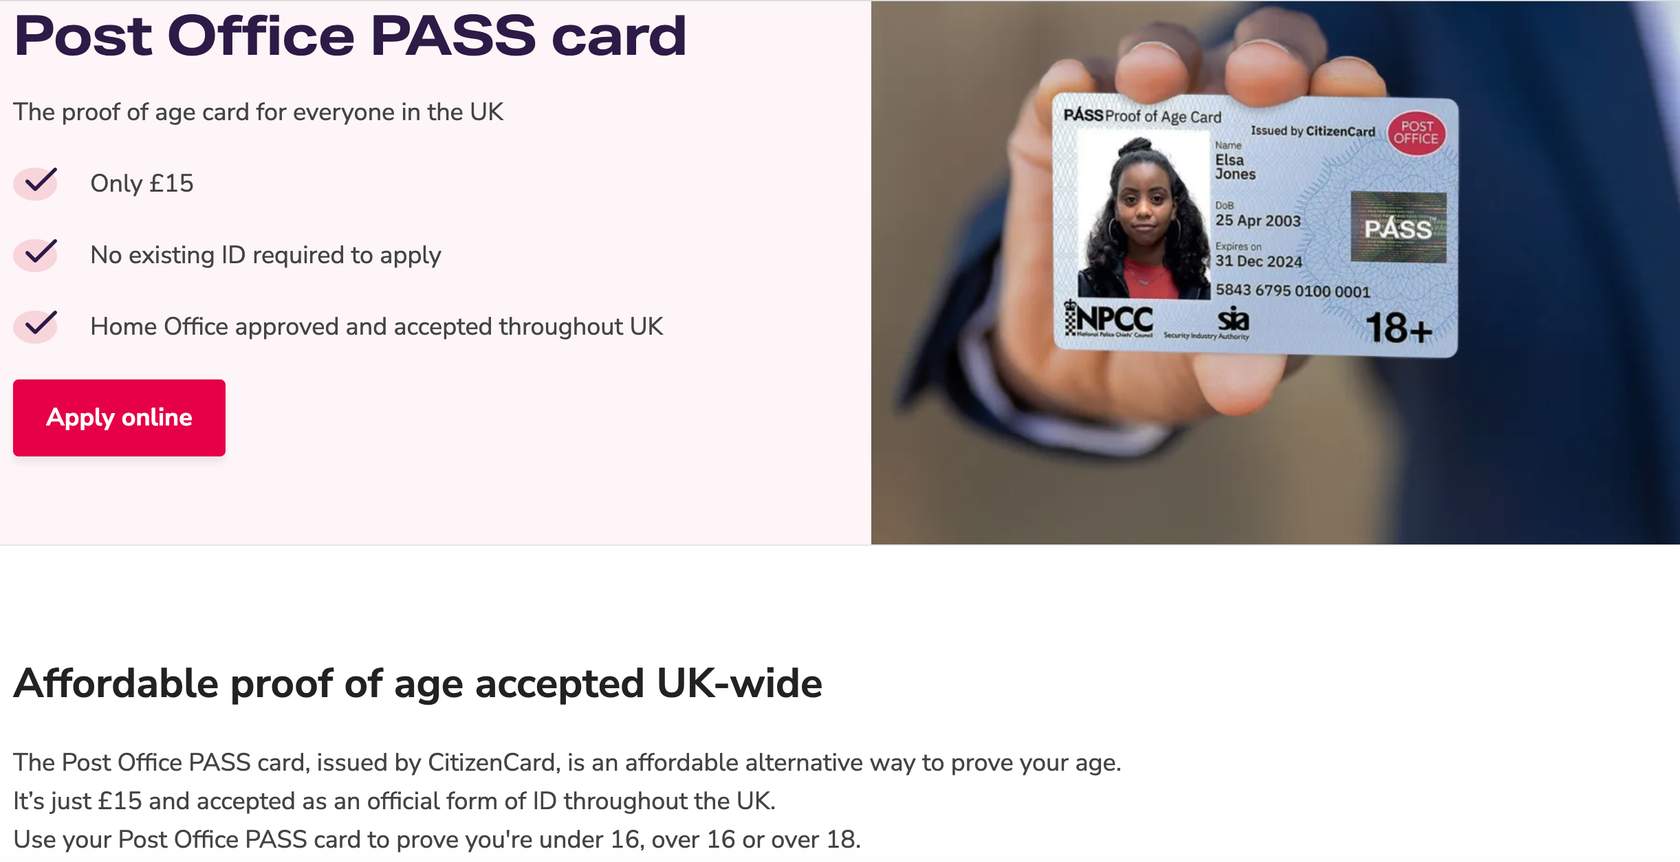 Post Office PASS card
The proof of age card for everyone in the UK
Only £15
No existing ID required to apply
Home Office approved and accepted throughout UK
Apply online
PASS Proof of Age Card
Issued by CitizenCard
POST
OFFICE
Name
Elsa
Jones
DoB
25 Apr 2003
Expires on
31 Dec 2024
5843 6795 0100 0001
PASS
NPCC
National Police Chiefs' Council
sia
Security Industry Authority
18+
Affordable proof of age accepted UK-wide
The Post Office PASS card, issued by CitizenCard, is an affordable alternative way to prove your age.
It’s just £15 and accepted as an official form of ID throughout the UK.
Use your Post Office PASS card to prove you're under 16, over 16 or over 18.